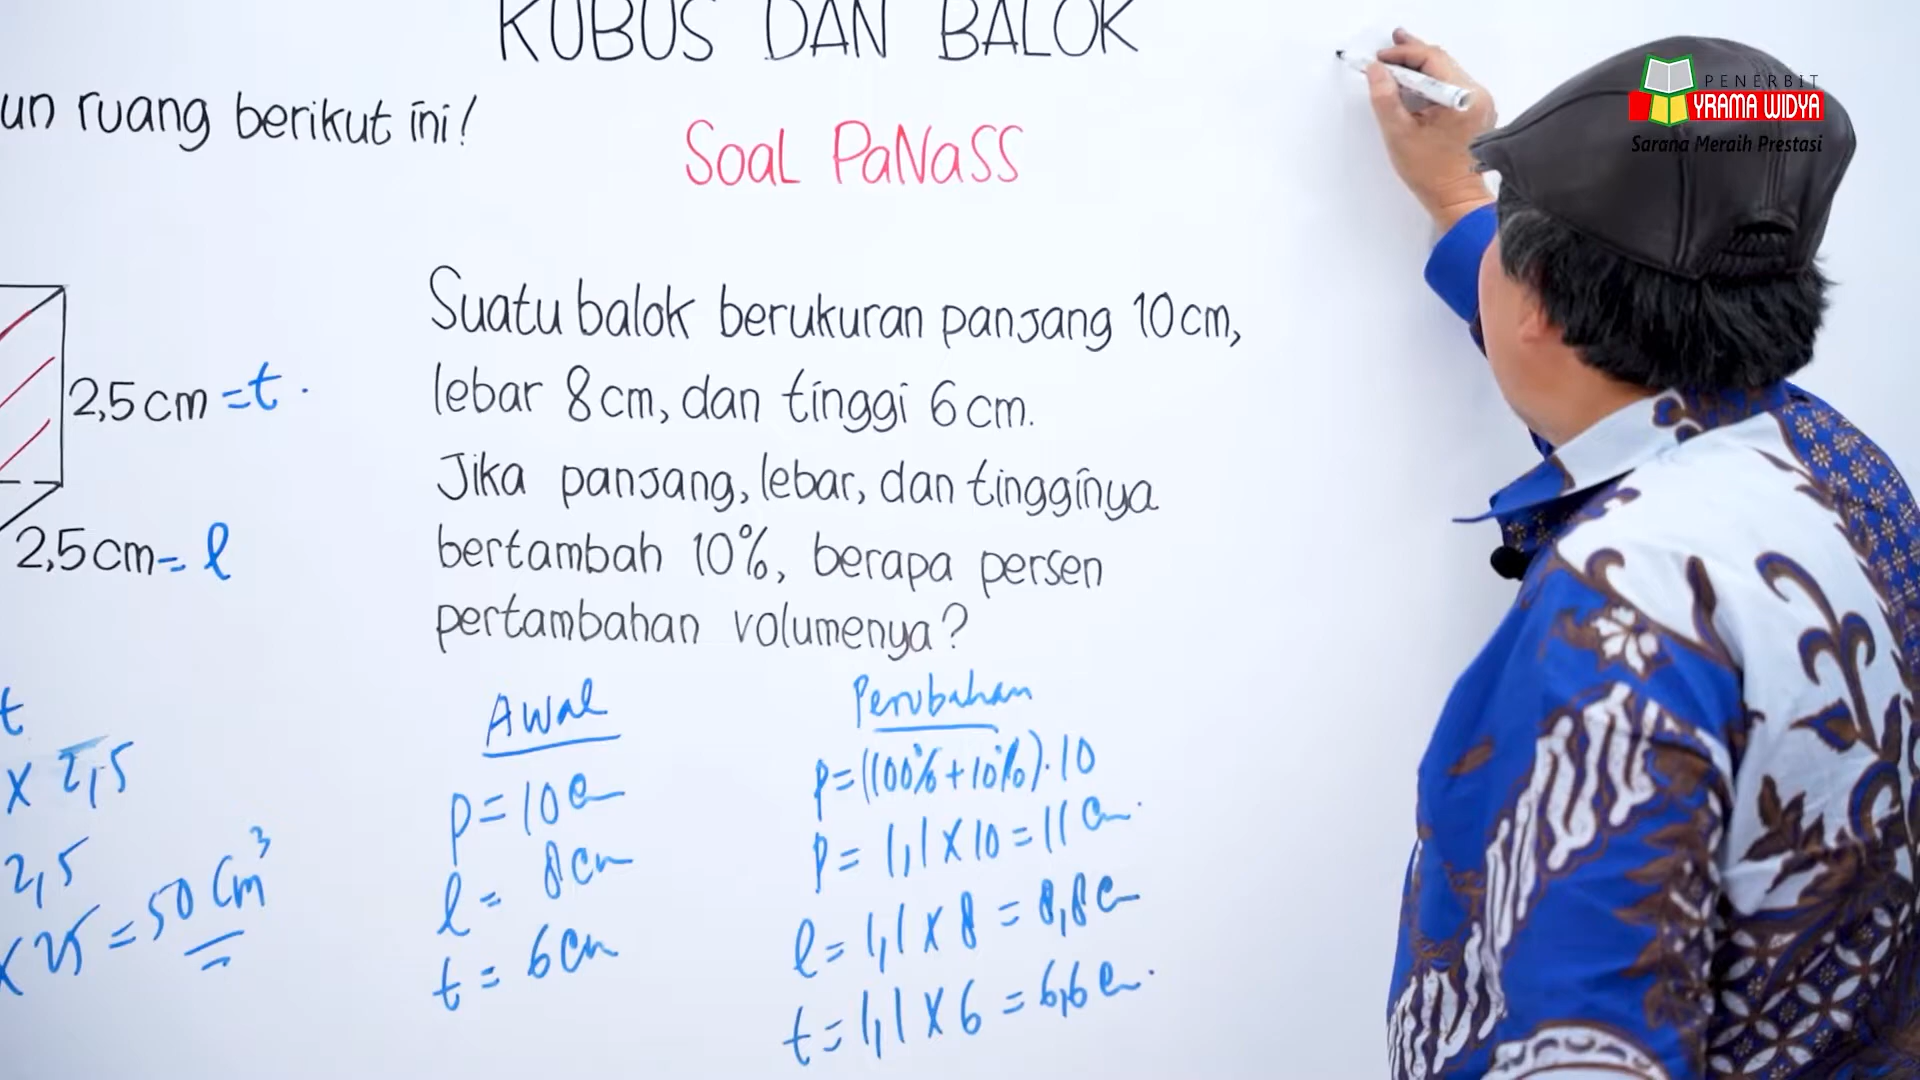 KUBUS DAN BALOK
un ruang berikut ini!
Soal PaNaSS
2,5 cm = t
2,5 cm = l
t
x 2,5
2,5
x 25 = 50 cm³
Suatu balok berukuran panjang 10 cm,
lebar 8 cm, dan tinggi 6 cm.
Jika panjang, lebar, dan tingginya
bertambah 10%, berapa persen
pertambahan volumenya?
Awal
p = 10 cm
l = 8 cm
t = 6 cm
Perubahan
p = (100% + 10%) . 10
p = 1,1 x 10 = 11 cm.
l = 1,1 x 8 = 8,8 cm
t = 1,1 x 6 = 6,6 cm.
PENERBIT
YRAMA WIDYA
Sarana Meraih Prestasi